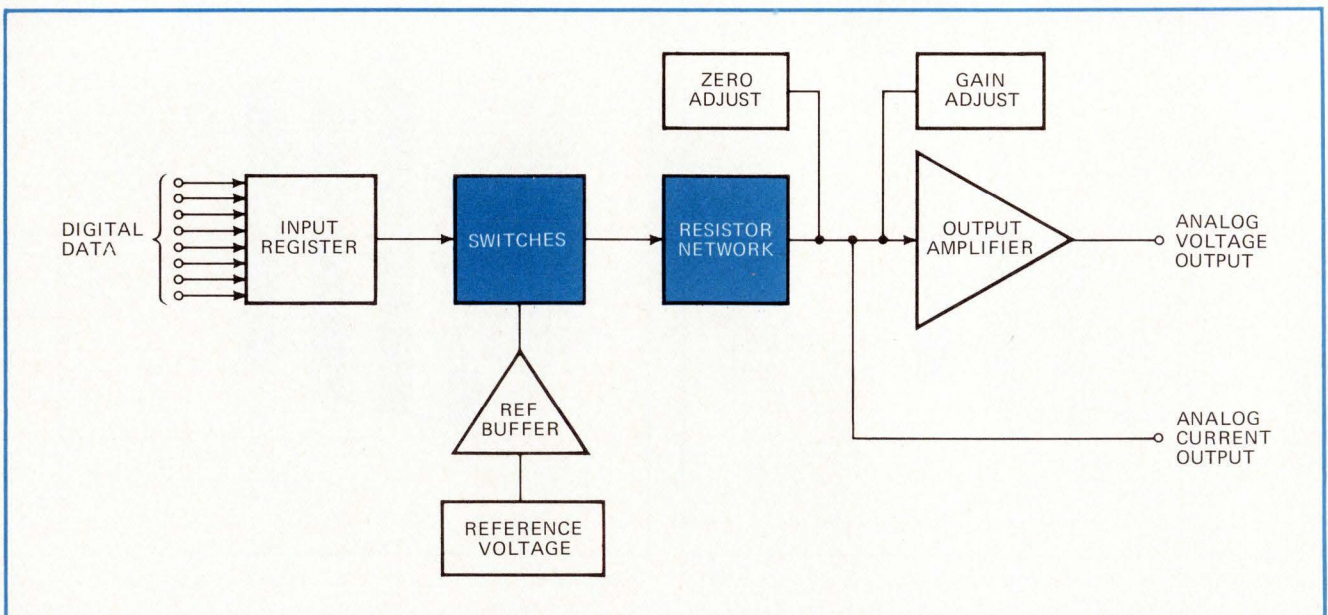 ZERO
ADJUST
GAIN
ADJUST
DIGITAL
DATA
INPUT
REGISTER
SWITCHES
RESISTOR
NETWORK
OUTPUT
AMPLIFIER
ANALOG
VOLTAGE
OUTPUT
REF
BUFFER
ANALOG
CURRENT
OUTPUT
REFERENCE
VOLTAGE